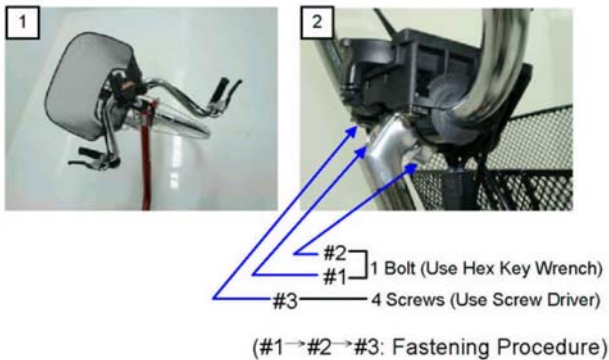 1
2
#2
#1
1 Bolt (Use Hex Key Wrench)
#3
4 Screws (Use Screw Driver)
(#1→#2→#3: Fastening Procedure)